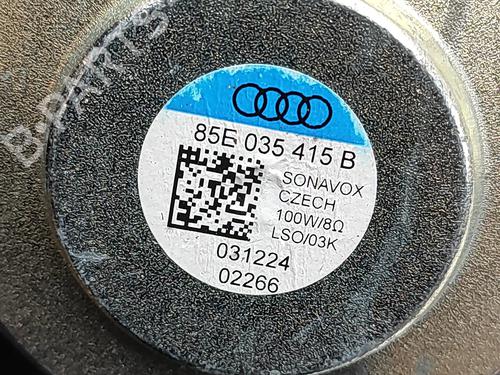 B-PARTS
85E 035 415 B
SONAVOX
CZECH
100W/8Ω
LSO/03K
031224
02266